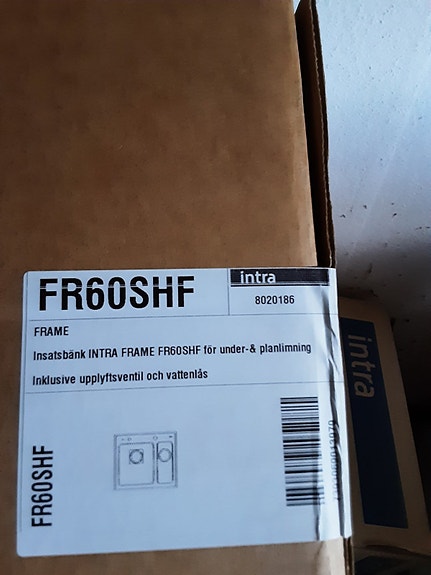 FR60SHF
intra
8020186
FRAME
Insatsbänk INTRA FRAME FR60SHF för under-& planlimning
Inklusive upplyftsventil och vattenlås
FR60SHF
intra